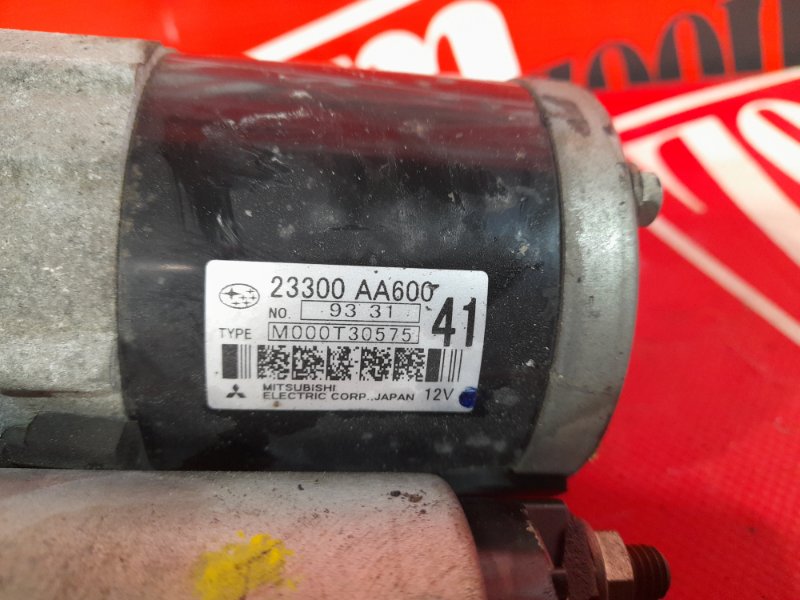 23300 AA600
NO. 93 31
TYPE M000T30575 41
MITSUBISHI
ELECTRIC CORP., JAPAN 12V